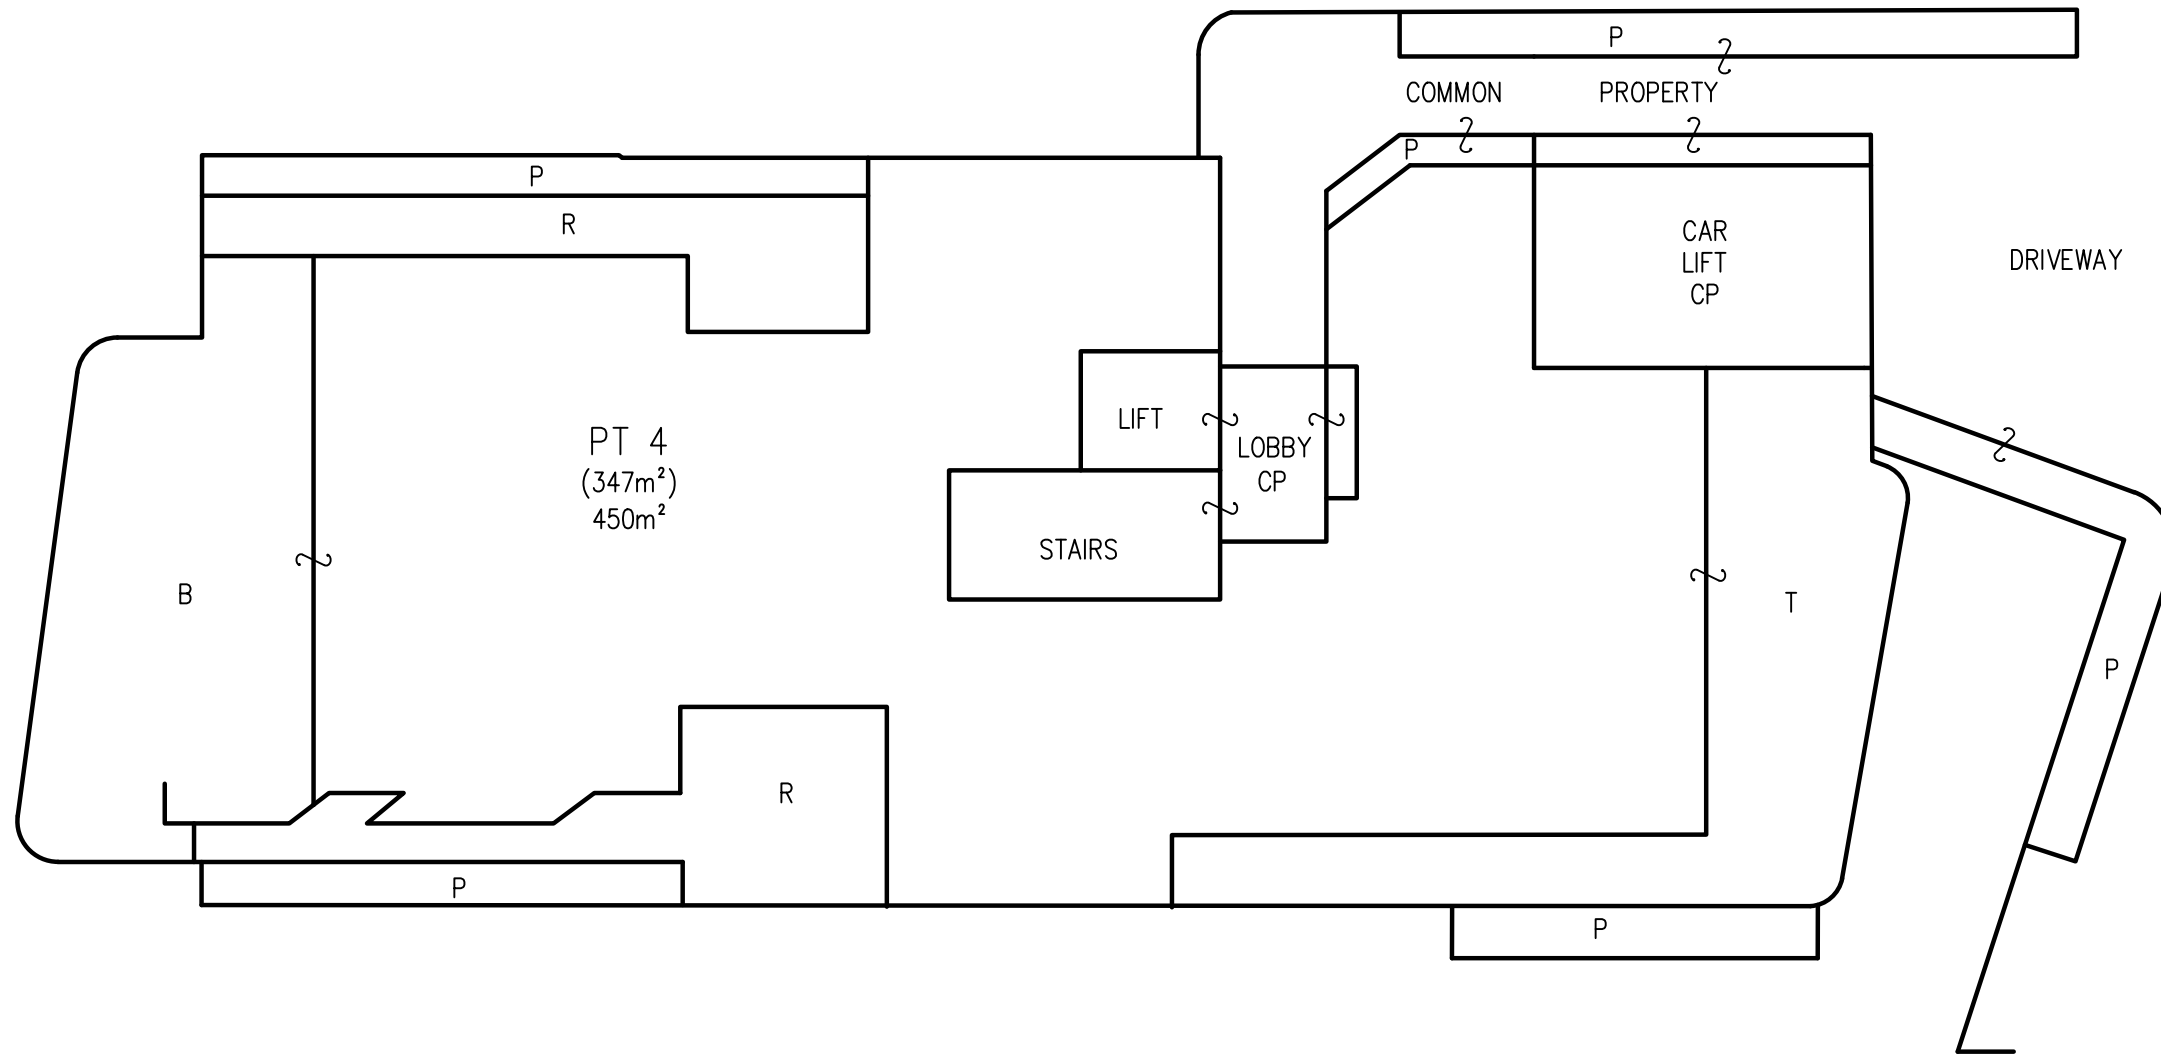 P
COMMON PROPERTY
P
P
R
CAR
LIFT
CP
DRIVEWAY
PT 4
(347m²)
450m²
LIFT
LOBBY
CP
STAIRS
B
T
P
R
P
P